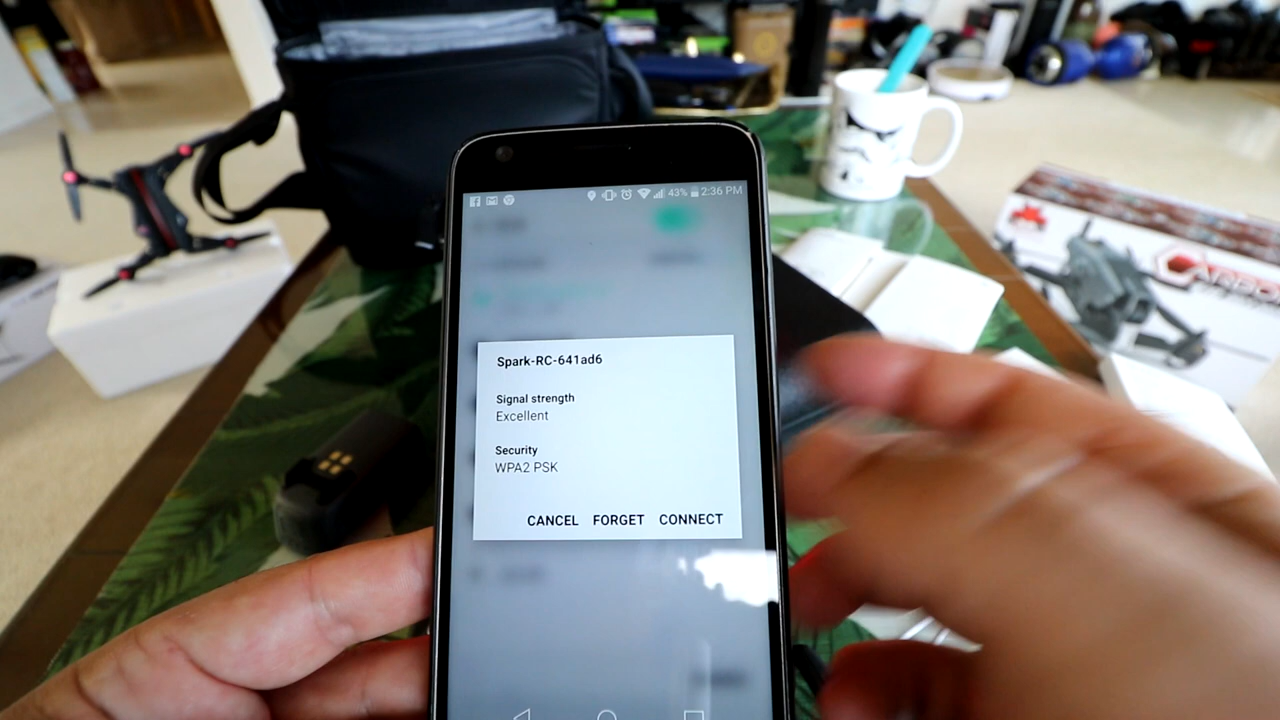 43% 2:36 PM
Spark-RC-641ad6
Signal strength
Excellent
Security
WPA2 PSK
CANCEL FORGET CONNECT